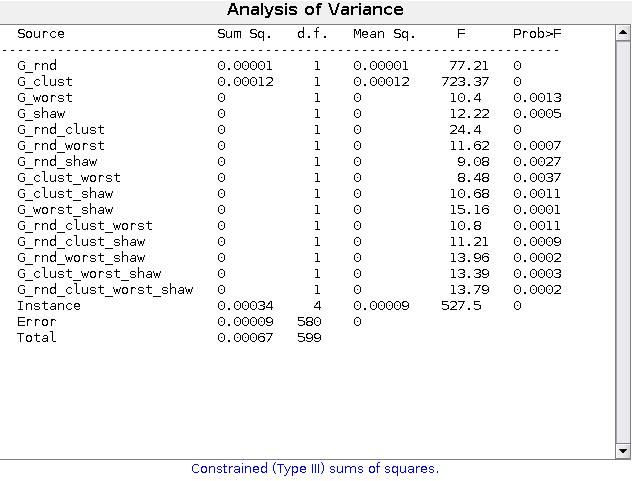 Analysis of Variance
Source Sum Sq. d.f. Mean Sq. F Prob>F
G_rnd 0.00001 1 0.00001 77.21 0
G_clust 0.00012 1 0.00012 723.37 0
G_worst 0 1 0 10.4 0.0013
G_shaw 0 1 0 12.22 0.0005
G_rnd_clust 0 1 0 24.4 0
G_rnd_worst 0 1 0 11.62 0.0007
G_rnd_shaw 0 1 0 9.08 0.0027
G_clust_worst 0 1 0 8.48 0.0037
G_clust_shaw 0 1 0 10.68 0.0011
G_worst_shaw 0 1 0 15.16 0.0001
G_rnd_clust_worst 0 1 0 10.8 0.0011
G_rnd_clust_shaw 0 1 0 11.21 0.0009
G_rnd_worst_shaw 0 1 0 13.96 0.0002
G_clust_worst_shaw 0 1 0 13.39 0.0003
G_rnd_clust_worst_shaw 0 1 0 13.79 0.0002
Instance 0.00034 4 0.00009 527.5 0
Error 0.00009 580 0
Total 0.00067 599
Constrained (Type III) sums of squares.